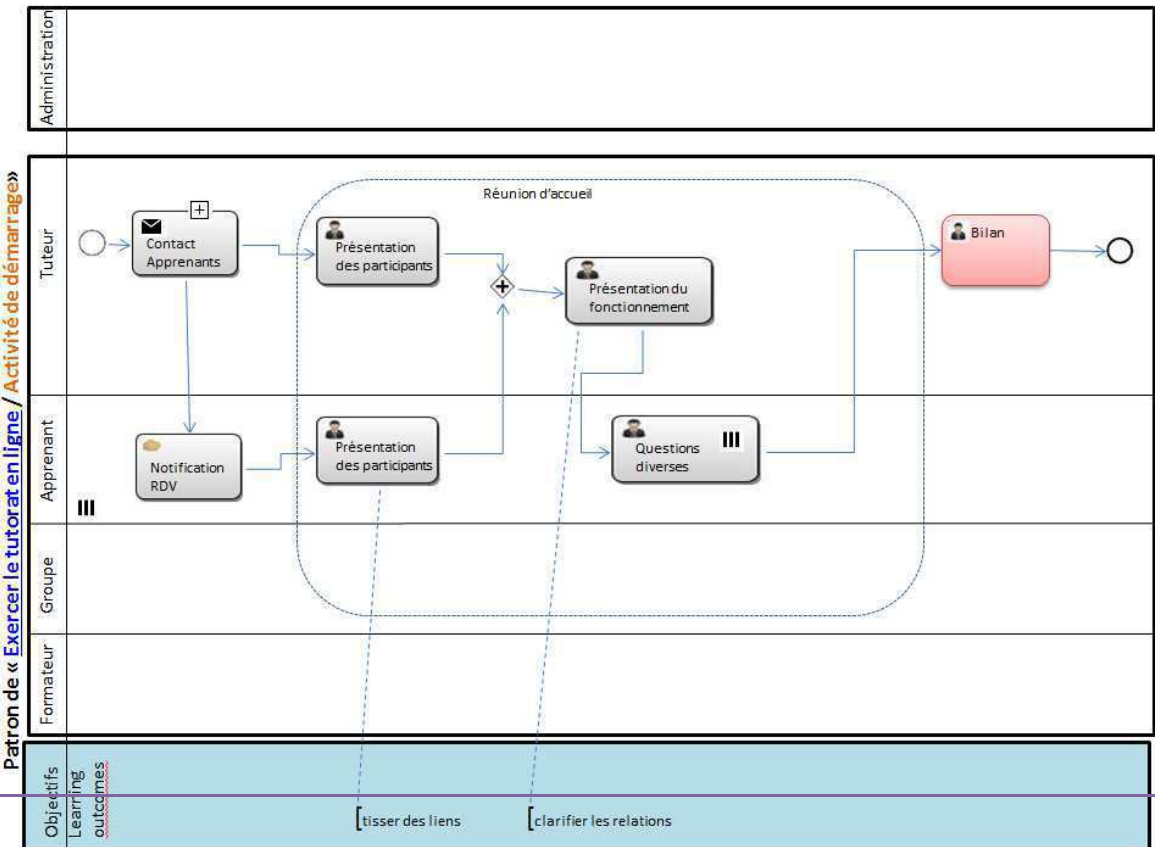 Patron de « Exercer le tutorat en ligne / Activité de démarrage»
Administration
Tuteur
Réunion d'accueil
Contact
Apprenants
Présentation
des participants
Présentation du
fonctionnement
Bilan
Apprenant
Notification
RDV
Présentation
des participants
Questions
diverses
Groupe
Formateur
Objectifs
Learning
outcomes
[tisser des liens
[clarifier les relations